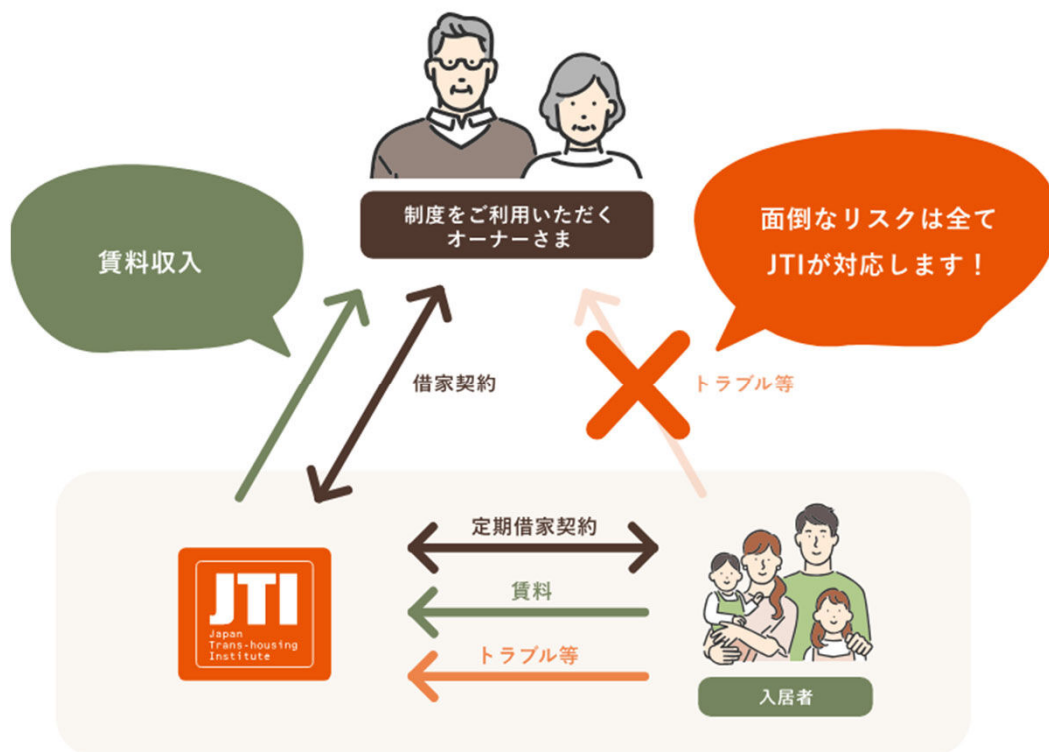 制度をご利用いただく
オーナーさま
賃料収入
面倒なリスクは全て
JTIが対応します！
借家契約
トラブル等
定期借家契約
賃料
トラブル等
JTI
Japan
Trans-housing
Institute
入居者